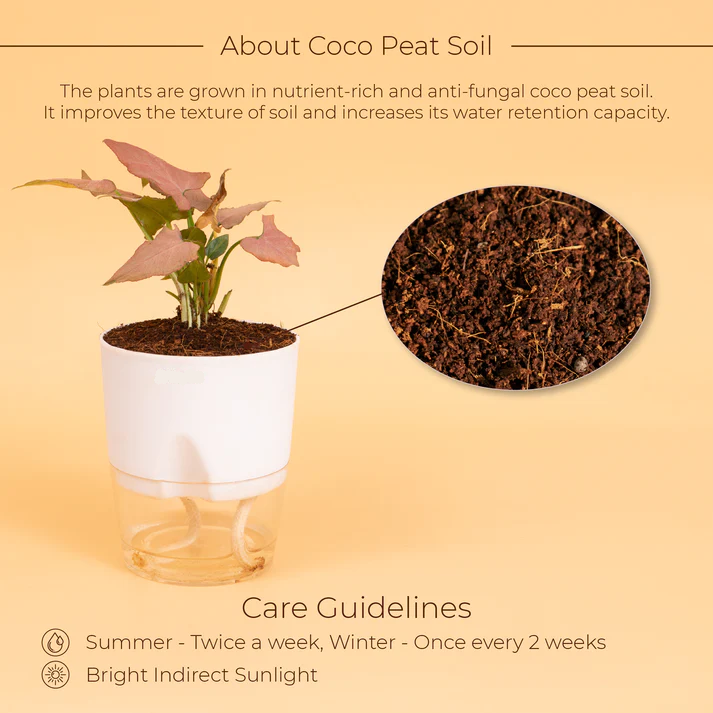 About Coco Peat Soil
The plants are grown in nutrient-rich and anti-fungal coco peat soil.
It improves the texture of soil and increases its water retention capacity.
Care Guidelines
Summer - Twice a week, Winter - Once every 2 weeks
Bright Indirect Sunlight